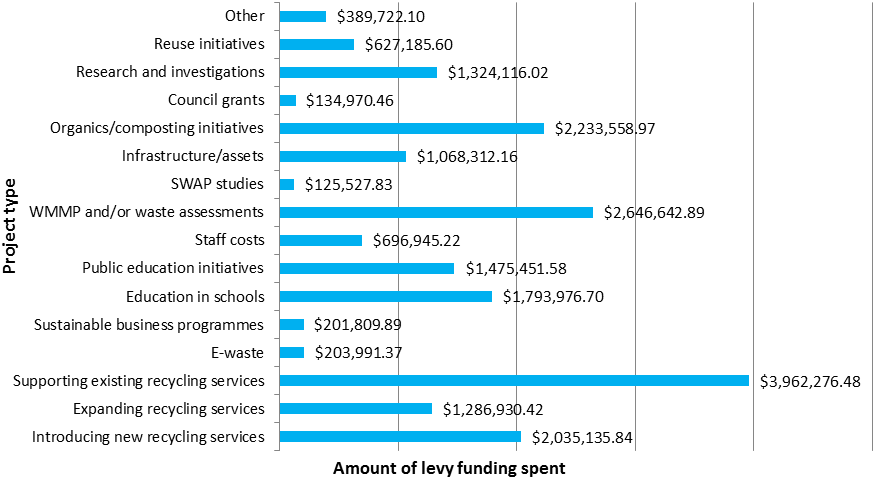 Other $389,722.10
Reuse initiatives $627,185.60
Research and investigations $1,324,116.02
Council grants $134,970.46
Organics/composting initiatives $2,233,558.97
Infrastructure/assets $1,068,312.16
SWAP studies $125,527.83
WMMP and/or waste assessments $2,646,642.89
Staff costs $696,945.22
Public education initiatives $1,475,451.58
Education in schools $1,793,976.70
Sustainable business programmes $201,809.89
E-waste $203,991.37
Supporting existing recycling services $3,962,276.48
Expanding recycling services $1,286,930.42
Introducing new recycling services $2,035,135.84
Project type
Amount of levy funding spent